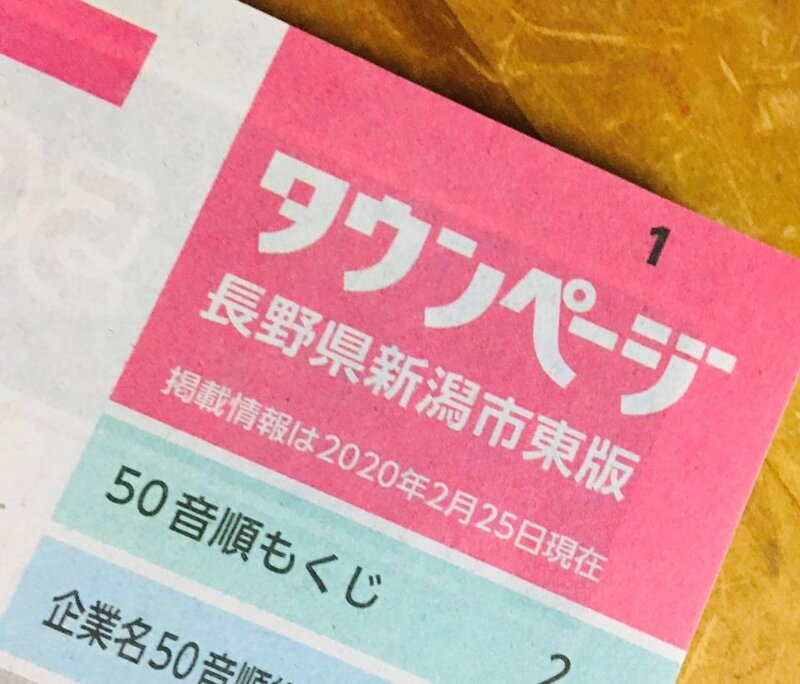 1
タウンページ
長野県新潟市東版
掲載情報は2020年2月25日現在
50音順もくじ
2
企業名50音順